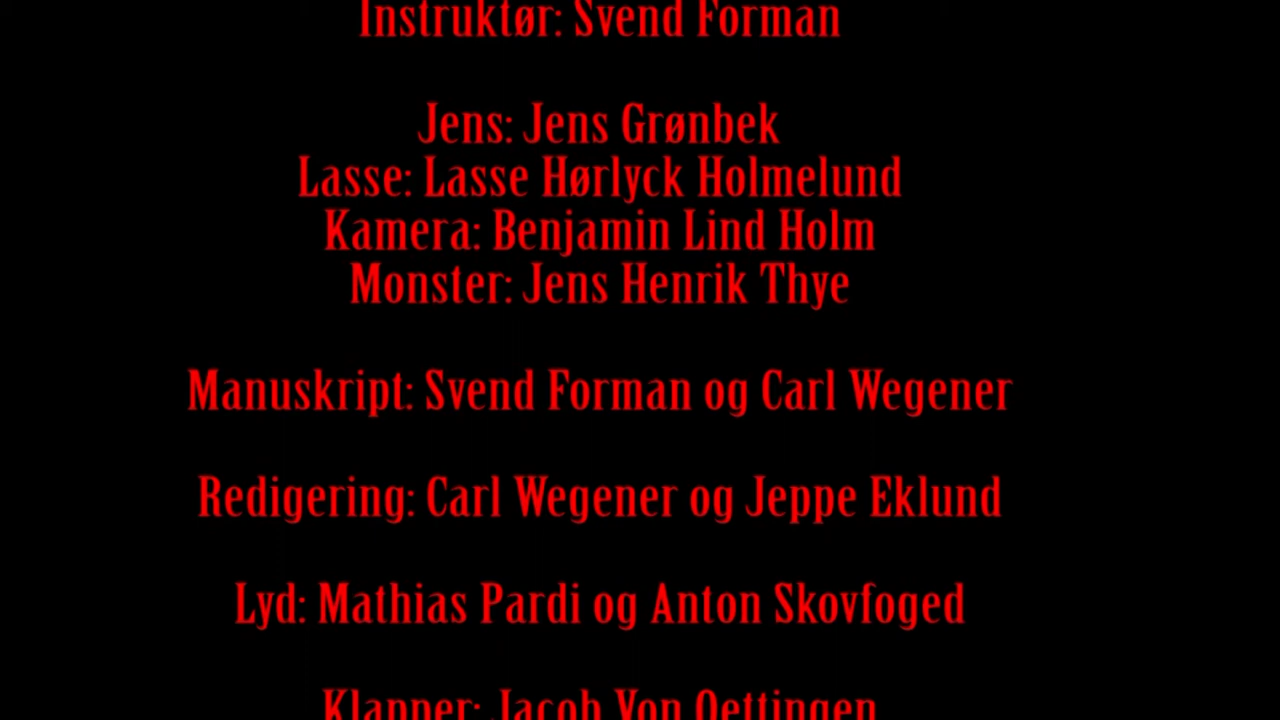 Instruktør: Svend Forman
Jens: Jens Grønbek
Lasse: Lasse Hørlyck Holmelund
Kamera: Benjamin Lind Holm
Monster: Jens Henrik Thye
Manuskript: Svend Forman og Carl Wegener
Redigering: Carl Wegener og Jeppe Eklund
Lyd: Mathias Pardi og Anton Skovfoged
Klapper: Jacob Von Oettingen